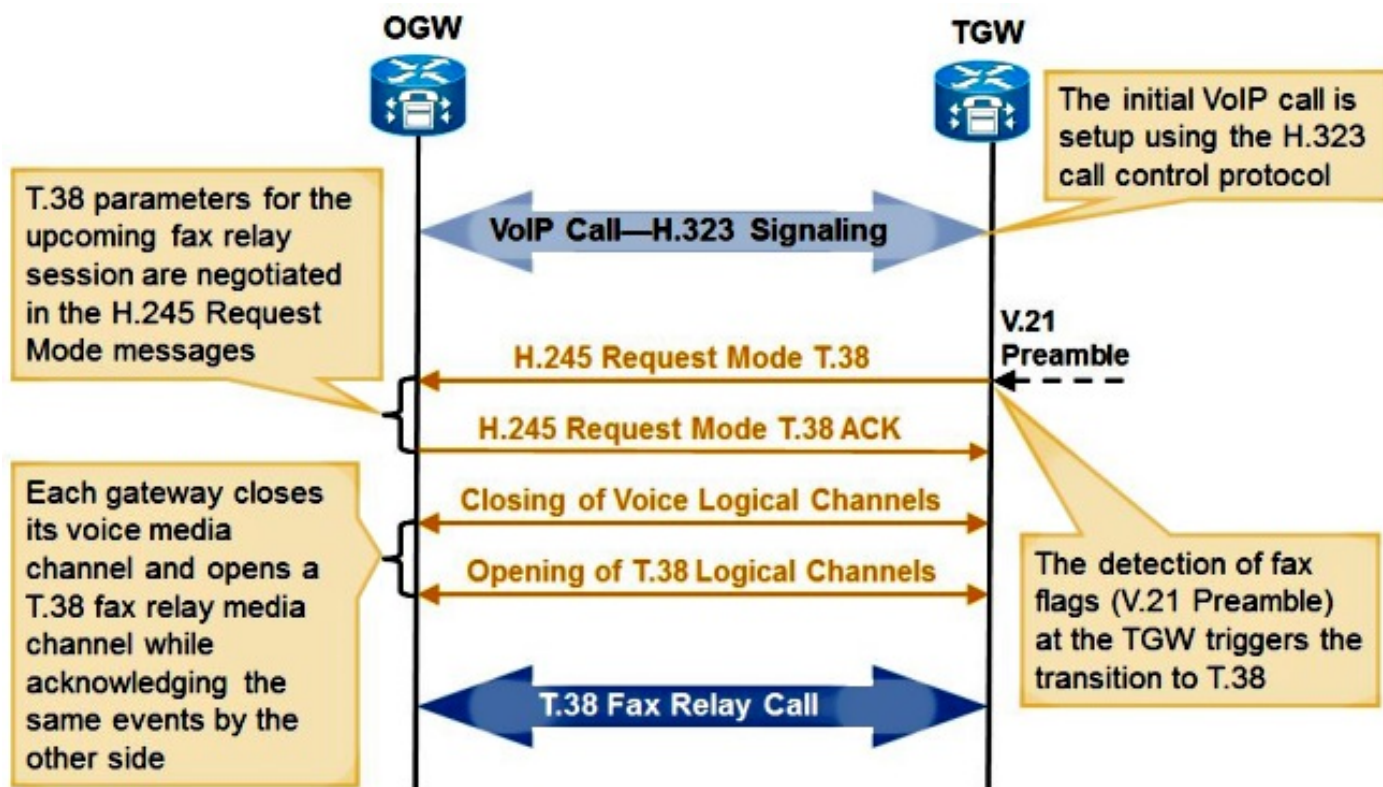 OGW
TGW
The initial VoIP call is
setup using the H.323
call control protocol
T.38 parameters for the
upcoming fax relay
session are negotiated
in the H.245 Request
Mode messages
VoIP Call—H.323 Signaling
V.21
Preamble
H.245 Request Mode T.38
H.245 Request Mode T.38 ACK
Each gateway closes
its voice media
channel and opens a
T.38 fax relay media
channel while
acknowledging the
same events by the
other side
Closing of Voice Logical Channels
Opening of T.38 Logical Channels
The detection of fax
flags (V.21 Preamble)
at the TGW triggers the
transition to T.38
T.38 Fax Relay Call